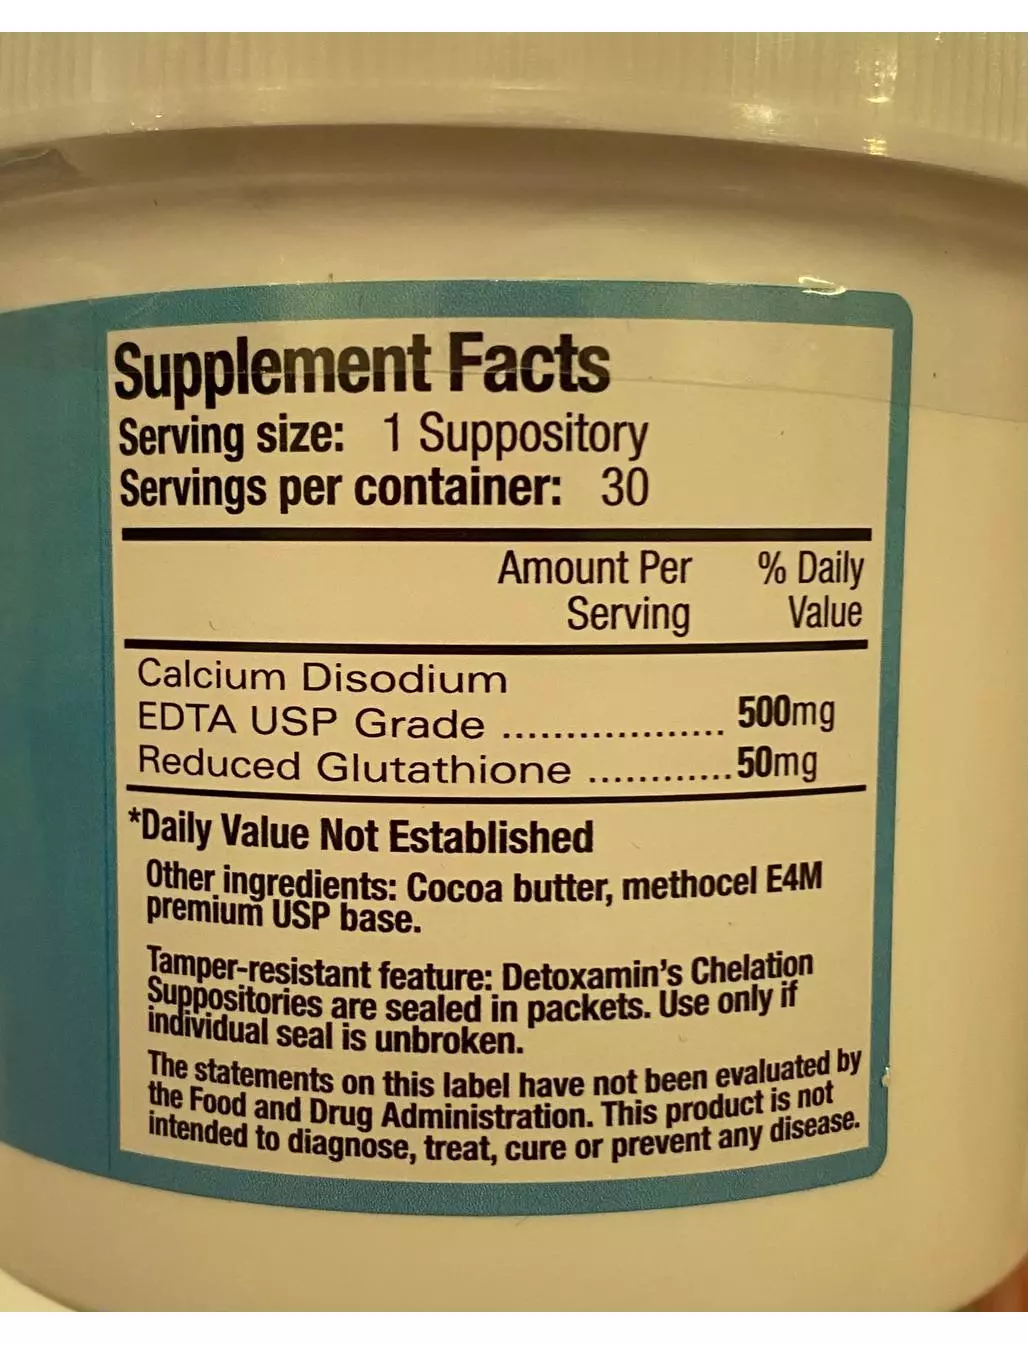 Supplement Facts
Serving size: 1 Suppository
Servings per container: 30
Amount Per % Daily
Serving Value
Calcium Disodium
EDTA USP Grade ................... 500mg
Reduced Glutathione ............. 50mg
*Daily Value Not Established
Other ingredients: Cocoa butter, methocel E4M
premium USP base.
Tamper-resistant feature: Detoxamin's Chelation
Suppositories are sealed in packets. Use only if
individual seal is unbroken.
The statements on this label have not been evaluated by
the Food and Drug Administration. This product is not
intended to diagnose, treat, cure or prevent any disease.